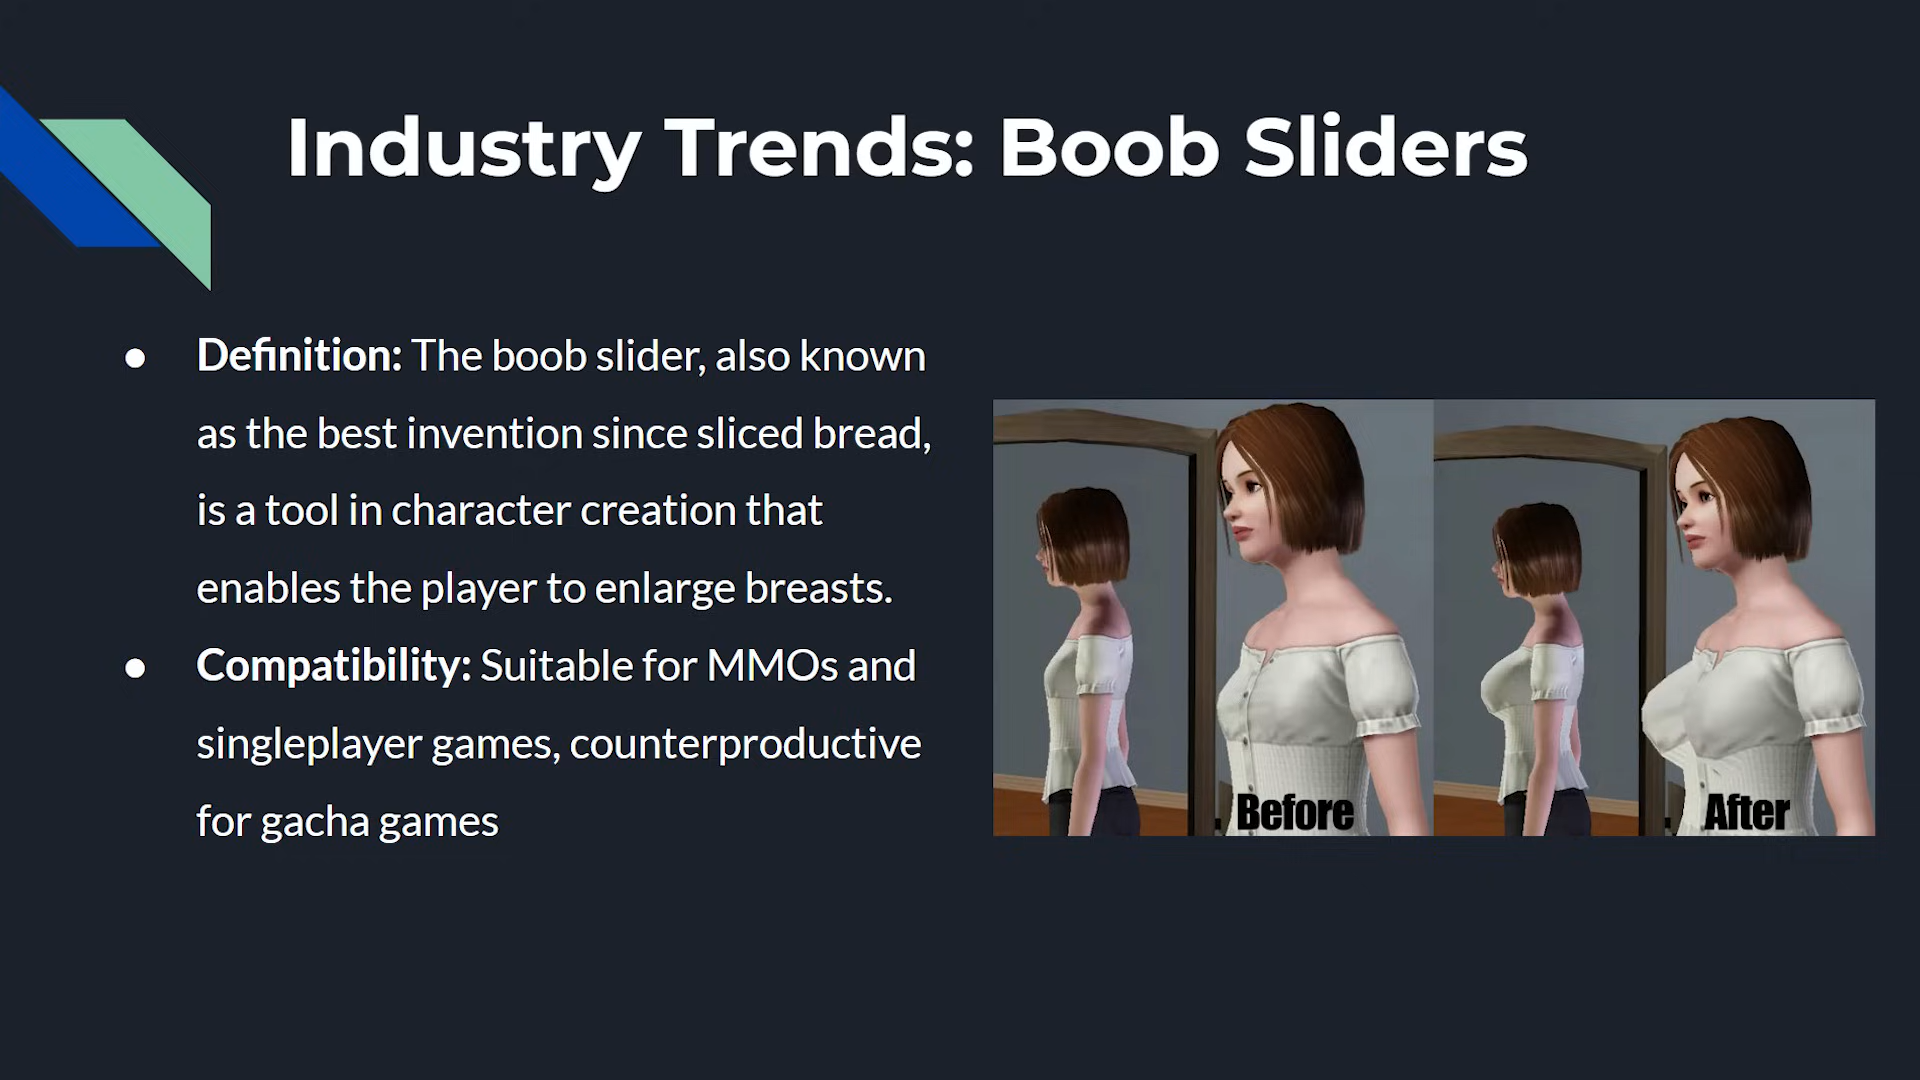 Industry Trends: Boob Sliders
● Definition: The boob slider, also known
as the best invention since sliced bread,
is a tool in character creation that
enables the player to enlarge breasts.
● Compatibility: Suitable for MMOs and
singleplayer games, counterproductive
for gacha games
Before
After